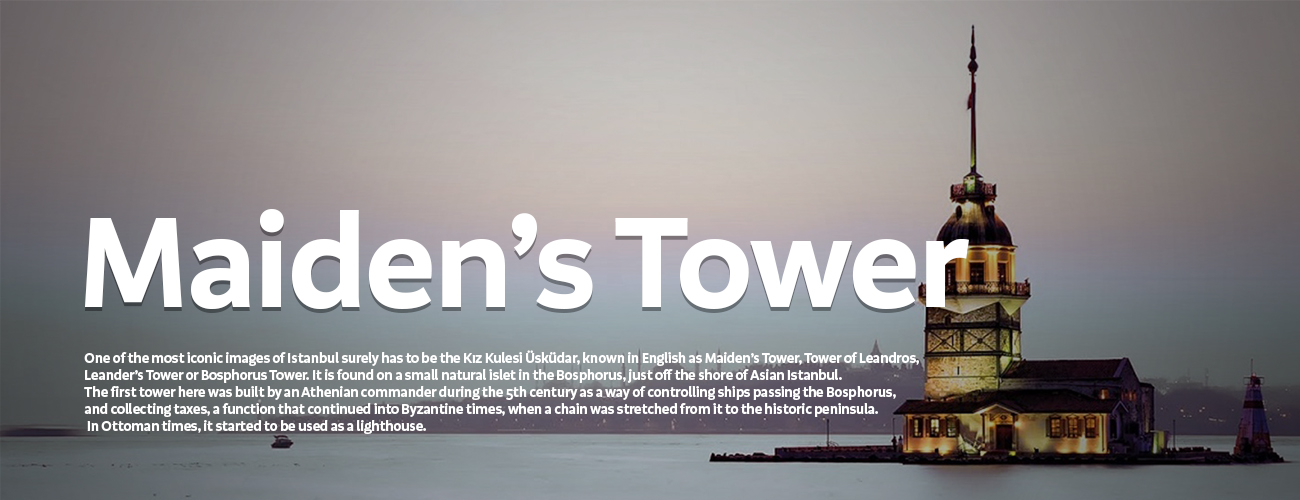 Maiden’s Tower
One of the most iconic images of Istanbul surely has to be the Kız Kulesi Üsküdar, known in English as Maiden’s Tower, Tower of Leandros,
Leander’s Tower or Bosphorus Tower. It is found on a small natural islet in the Bosphorus, just off the shore of Asian Istanbul.
The first tower here was built by an Athenian commander during the 5th century as a way of controlling ships passing the Bosphorus,
and collecting taxes, a function that continued into Byzantine times, when a chain was stretched from it to the historic peninsula.
In Ottoman times, it started to be used as a lighthouse.